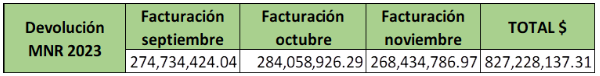 Devolución
MNR 2023
Facturación
septiembre
Facturación
octubre
Facturación
noviembre
TOTAL $
274,734,424.04
284,058,926.29
268,434,786.97
827,228,137.31